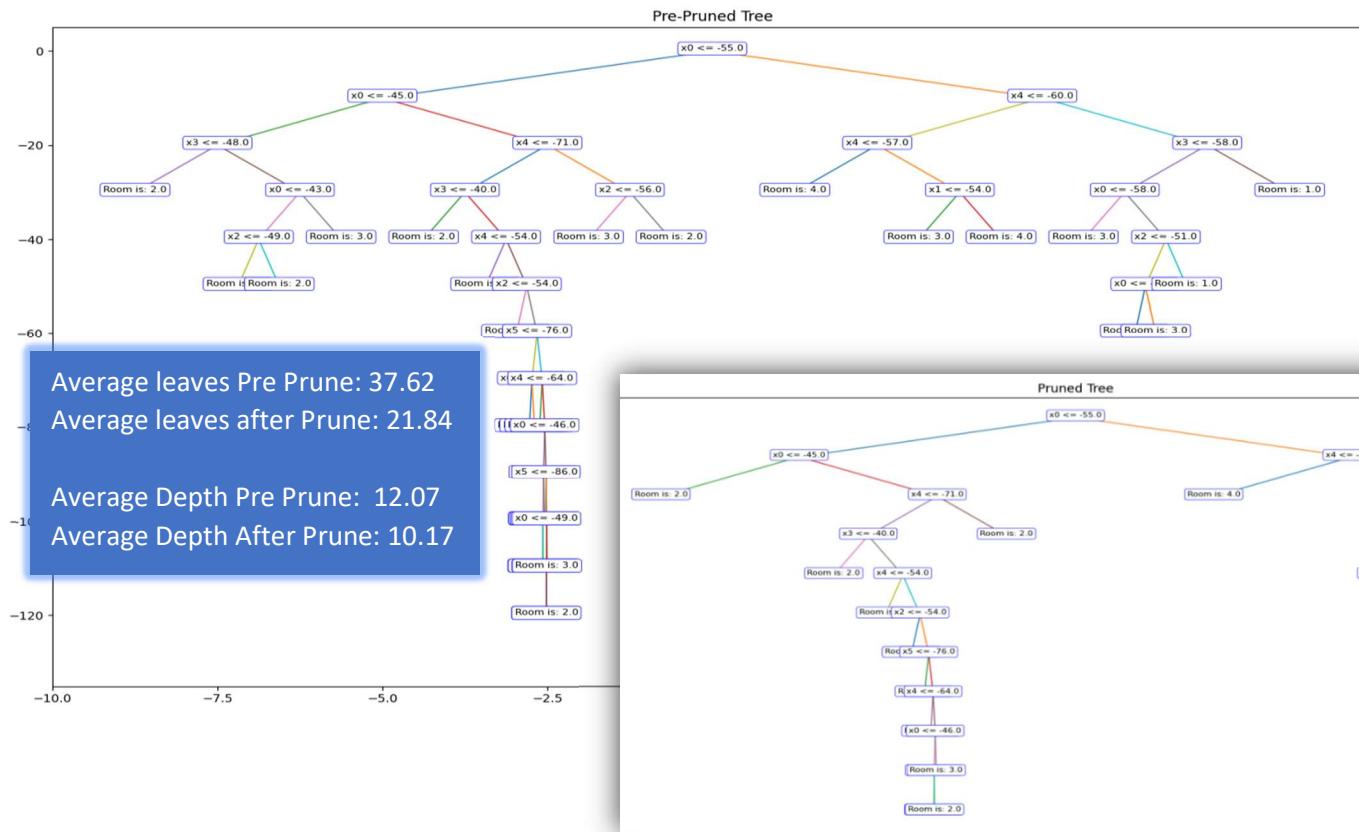 Pre-Pruned Tree
0
x0 <= -55.0
x0 <= -45.0
x4 <= -60.0
−20
x3 <= -48.0
x4 <= -71.0
x4 <= -57.0
x3 <= -58.0
Room is: 2.0
x0 <= -43.0
x3 <= -40.0
x2 <= -56.0
Room is: 4.0
x1 <= -54.0
x0 <= -58.0
Room is: 1.0
−40
x2 <= -49.0
Room is: 3.0
Room is: 2.0
x4 <= -54.0
Room is: 3.0
Room is: 2.0
Room is: 3.0
Room is: 4.0
Room is: 3.0
x2 <= -51.0
Room is: 2.0
x2 <= -54.0
x0 <=
Room is: 1.0
−60
x5 <= -76.0
Room is: 3.0
x4 <= -64.0
x0 <= -46.0
x5 <= -86.0
x0 <= -49.0
Room is: 3.0
−120
Room is: 2.0
−10.0
−7.5
−5.0
−2.5
Average leaves Pre Prune: 37.62
Average leaves after Prune: 21.84
Average Depth Pre Prune: 12.07
Average Depth After Prune: 10.17
Pruned Tree
x0 <= -55.0
x0 <= -45.0
x4 <=
Room is: 2.0
x4 <= -71.0
Room is: 4.0
x3 <= -40.0
Room is: 2.0
Room is: 2.0
x4 <= -54.0
Room
x2 <= -54.0
x5 <= -76.0
x4 <= -64.0
x0 <= -46.0
Room is: 3.0
Room is: 2.0